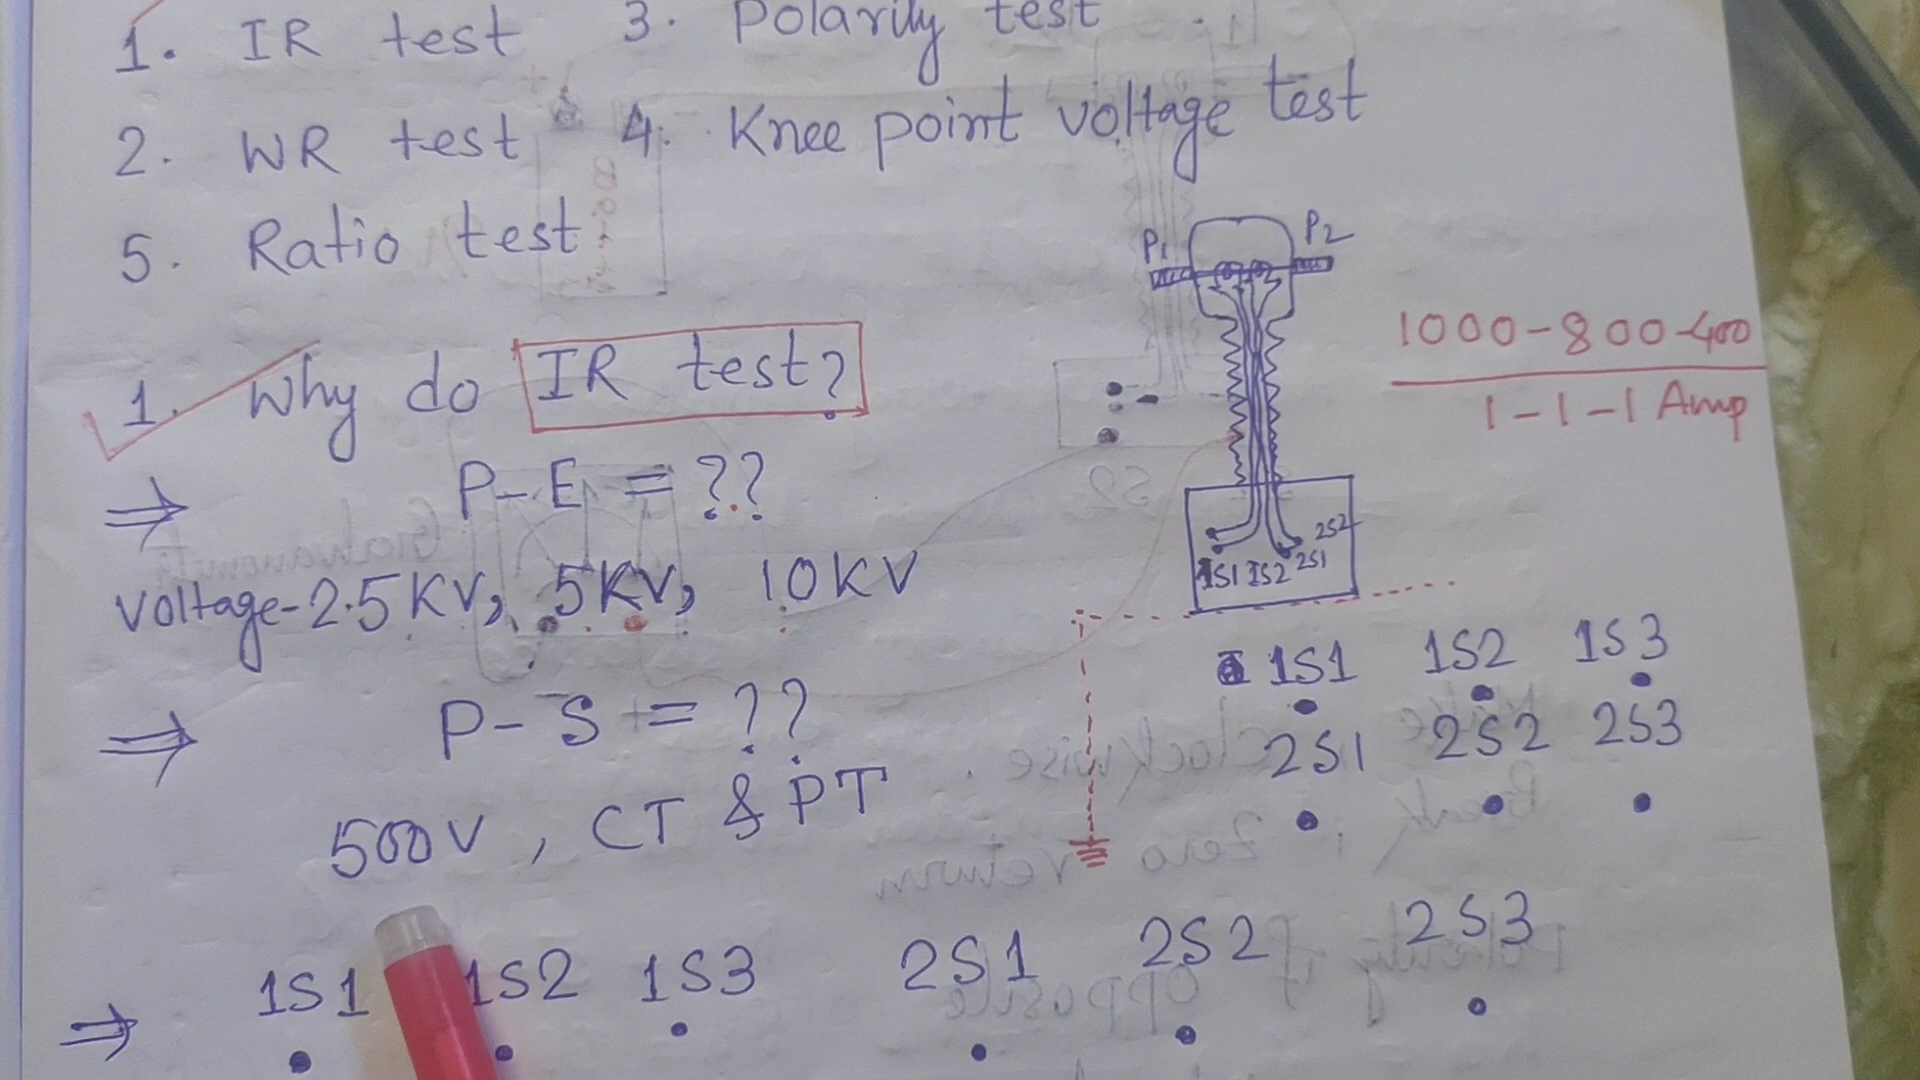 1. IR test 3. Polarity test
2. WR test 4. Knee point voltage test
5. Ratio test
P1 P2
1000-800-400
1-1-1 Amp
1. Why do IR test?
P-E = ??
Voltage-2.5KV, 5KV, 10KV
1S1 1S2 2S1 2S2
P-S = ??
500V, CT & PT
1S1 1S2 1S3
2S1 2S2 2S3
1S1 1S2 1S3 2S1 2S2 2S3